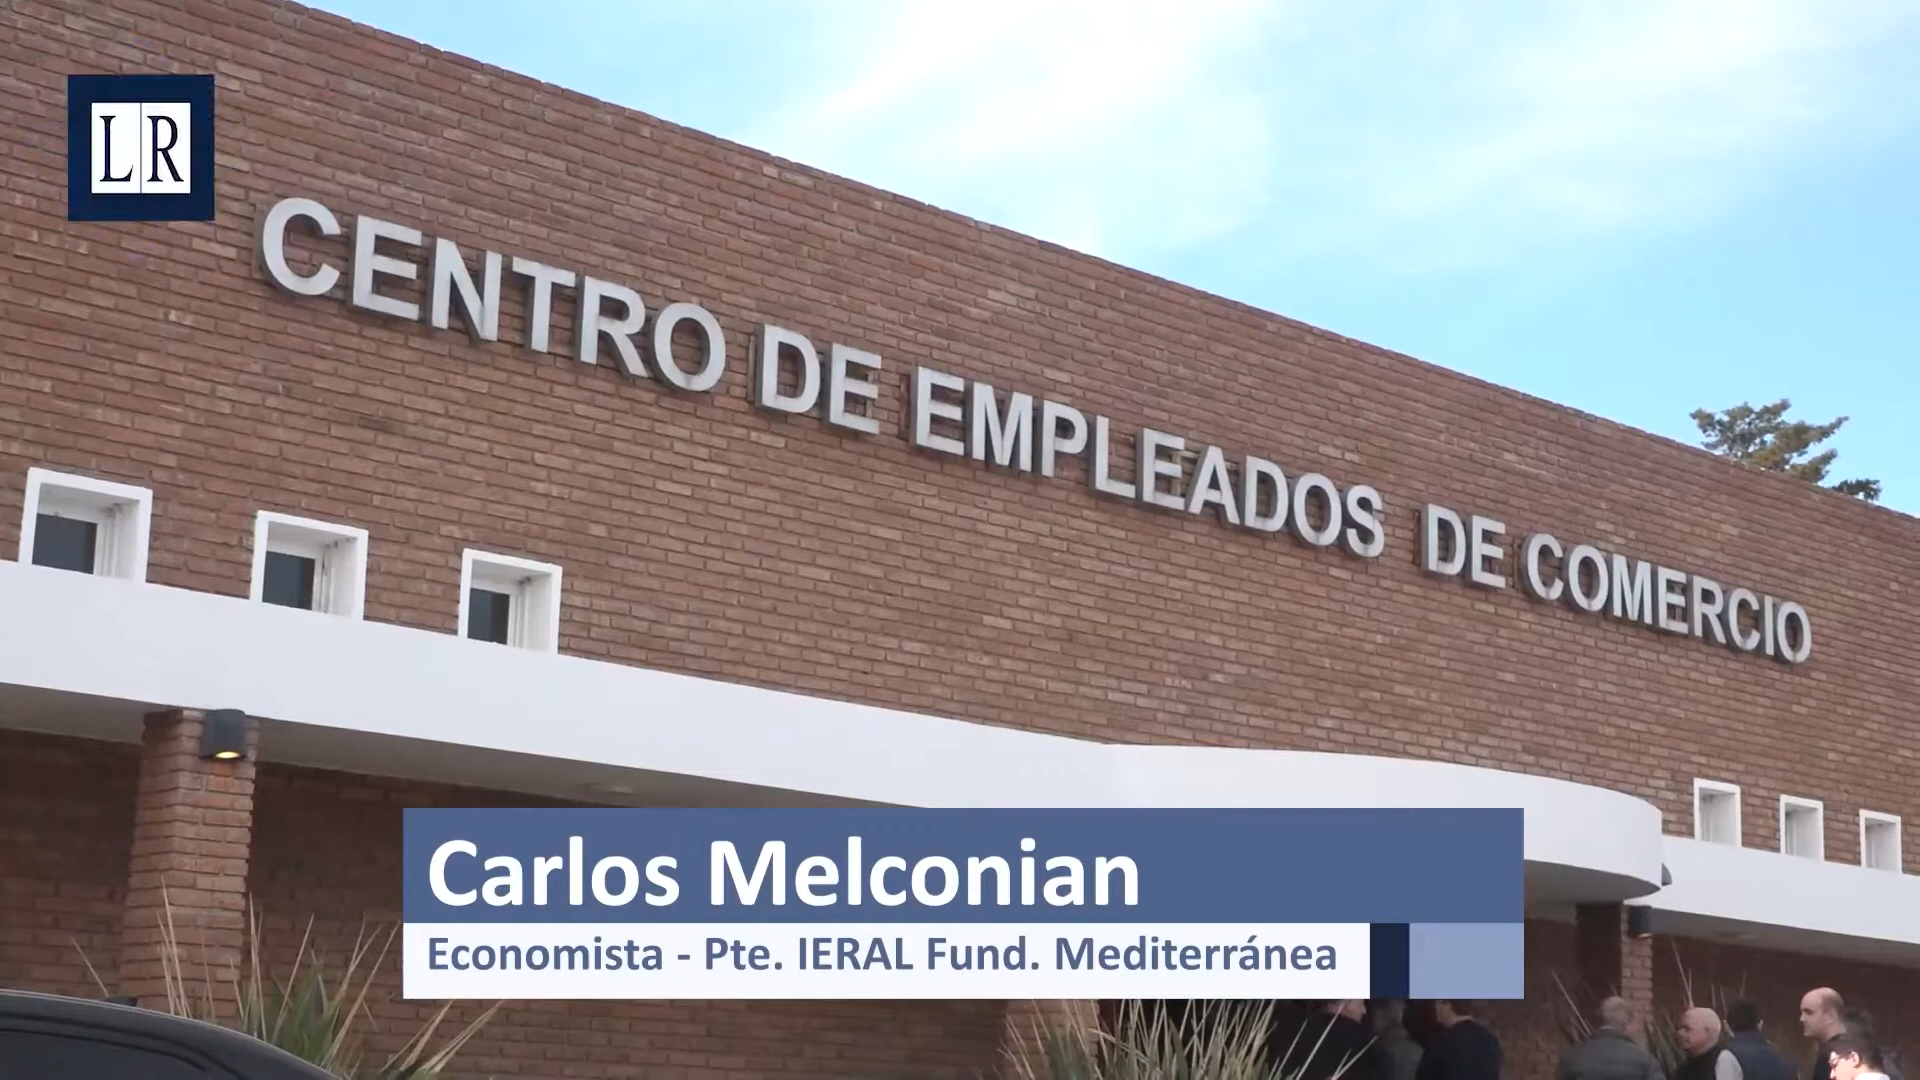 LR
CENTRO DE EMPLEADOS DE COMERCIO
Carlos Melconian
Economista - Pte. IERAL Fund. Mediterránea